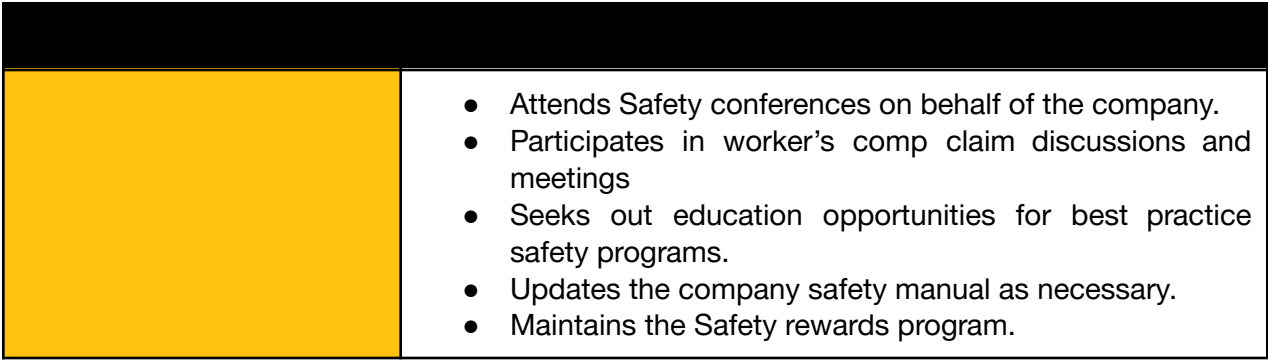 ● Attends Safety conferences on behalf of the company.
● Participates in worker’s comp claim discussions and
meetings
● Seeks out education opportunities for best practice
safety programs.
● Updates the company safety manual as necessary.
● Maintains the Safety rewards program.